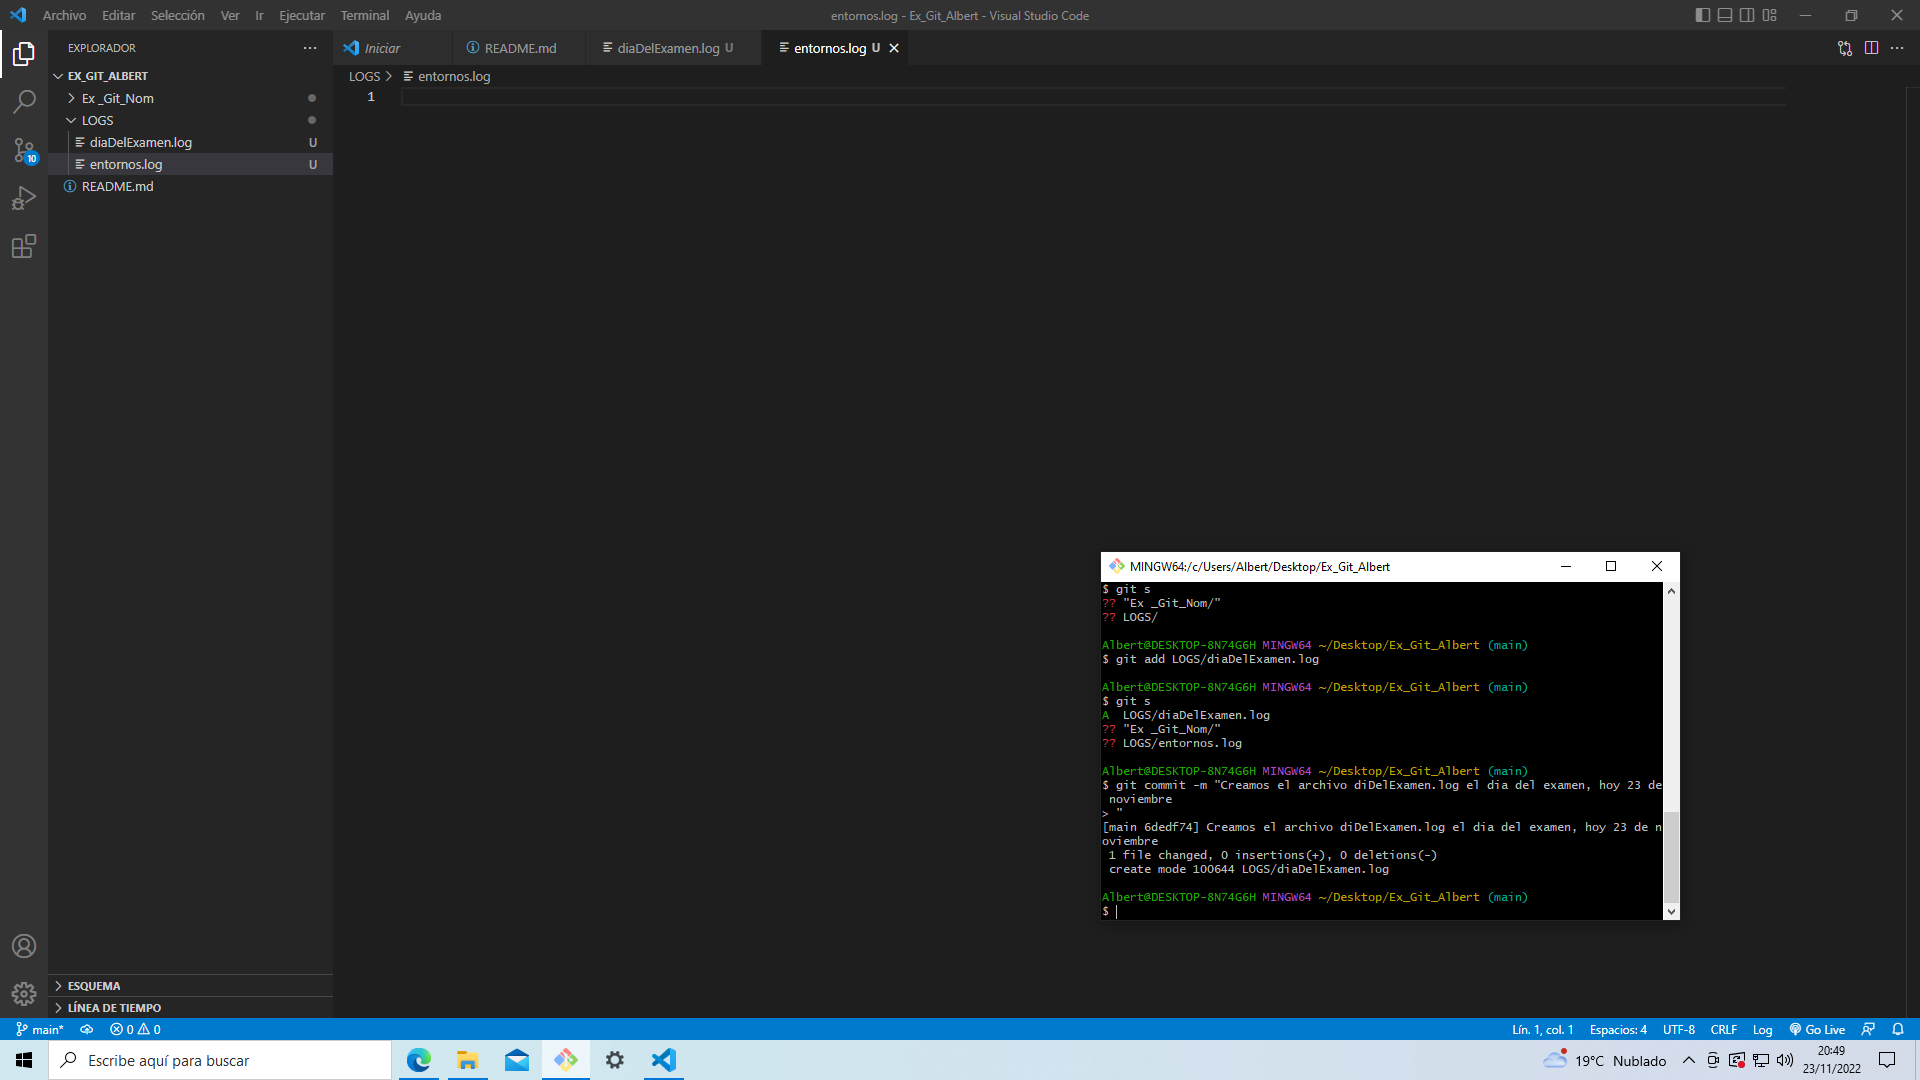 Archivo Editar Selección Ver Ir Ejecutar Terminal Ayuda
entornos.log - Ex_Git_Albert - Visual Studio Code
EXPLORADOR
Iniciar
README.md
diaDelExamen.log U
entornos.log U
EX_GIT_ALBERT
LOGS > entornos.log
1
Ex _Git_Nom
LOGS
diaDelExamen.log U
entornos.log U
README.md
10
MINGW64:/c/Users/Albert/Desktop/Ex_Git_Albert
$ git s
?? "Ex _Git_Nom/"
?? LOGS/
Albert@DESKTOP-8N74G6H MINGW64 ~/Desktop/Ex_Git_Albert (main)
$ git add LOGS/diaDelExamen.log
Albert@DESKTOP-8N74G6H MINGW64 ~/Desktop/Ex_Git_Albert (main)
$ git s
A  LOGS/diaDelExamen.log
?? "Ex _Git_Nom/"
?? LOGS/entornos.log
Albert@DESKTOP-8N74G6H MINGW64 ~/Desktop/Ex_Git_Albert (main)
$ git commit -m "Creamos el archivo diDelExamen.log el dia del examen, hoy 23 de
 noviembre
> "
[main 6dedf74] Creamos el archivo diDelExamen.log el dia del examen, hoy 23 de n
oviembre
 1 file changed, 0 insertions(+), 0 deletions(-)
 create mode 100644 LOGS/diaDelExamen.log
Albert@DESKTOP-8N74G6H MINGW64 ~/Desktop/Ex_Git_Albert (main)
$
ESQUEMA
LÍNEA DE TIEMPO
main* 0 0
Lín. 1, col. 1 Espacios: 4 UTF-8 CRLF Log Go Live
Escribe aquí para buscar
19°C Nublado
20:49
23/11/2022